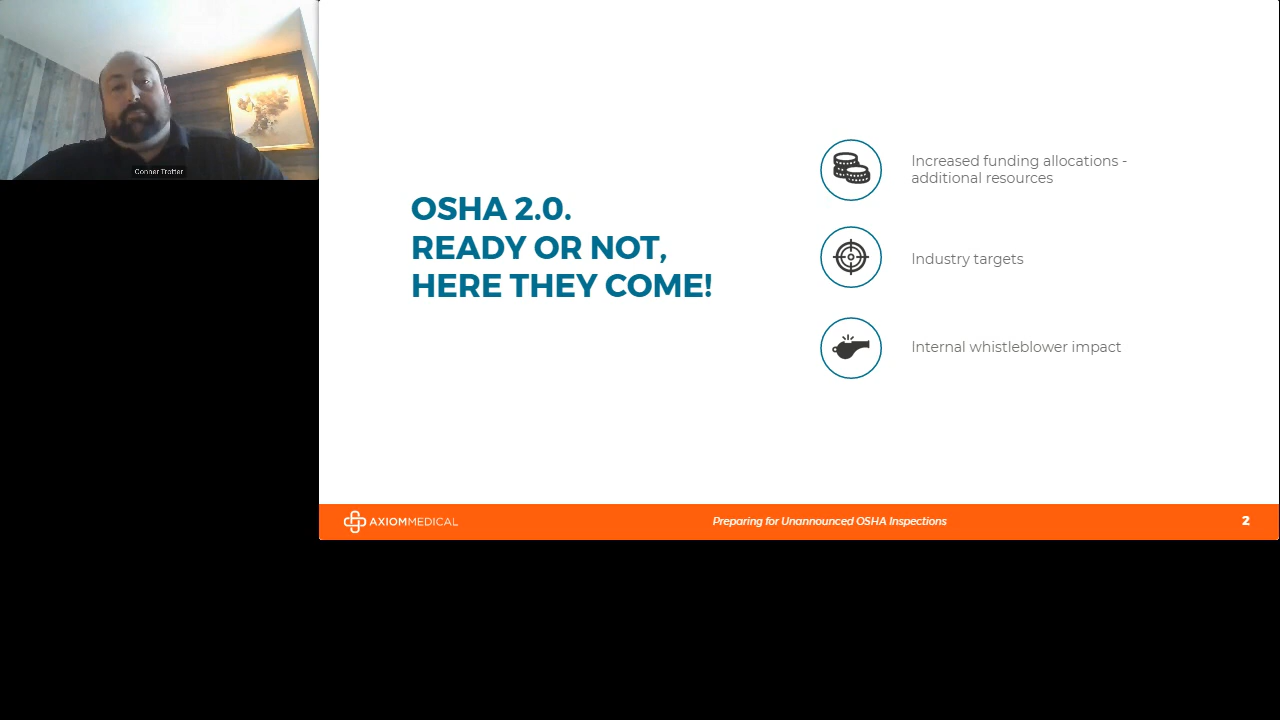 Conner Trotter
OSHA 2.0.
READY OR NOT,
HERE THEY COME!
Increased funding allocations -
additional resources
Industry targets
Internal whistleblower impact
AXIOMMEDICAL
Preparing for Unannounced OSHA Inspections
2